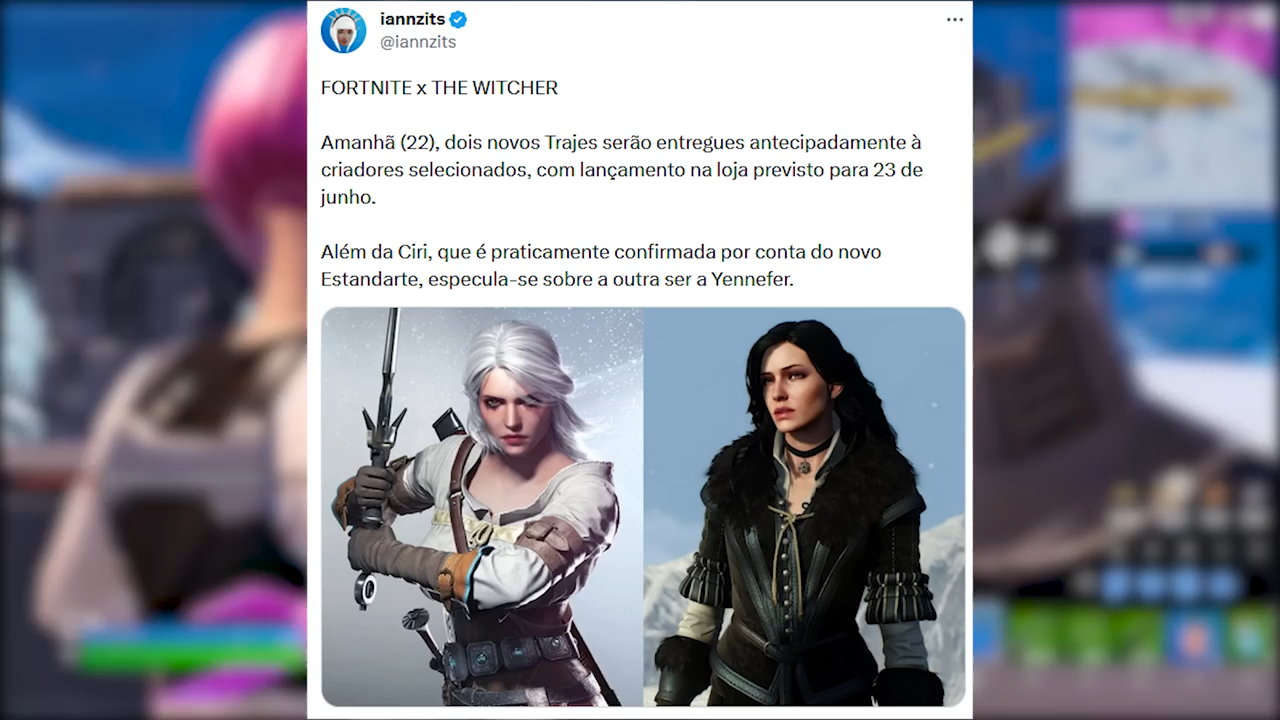 iannzits
@iannzits
FORTNITE x THE WITCHER
Amanhã (22), dois novos Trajes serão entregues antecipadamente à
criadores selecionados, com lançamento na loja previsto para 23 de
junho.
Além da Ciri, que é praticamente confirmada por conta do novo
Estandarte, especula-se sobre a outra ser a Yennefer.